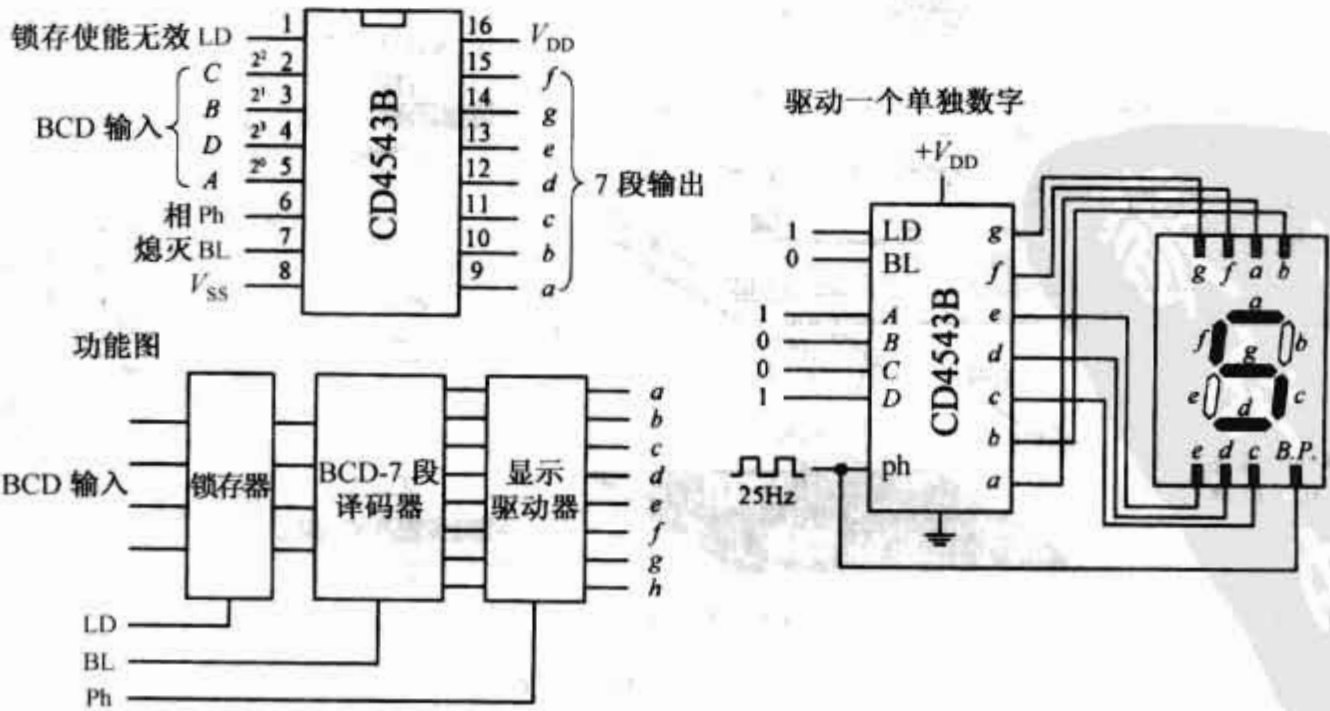 锁存使能无效 LD 1 16 V_DD
C 2² 2 15 f
B 2¹ 3 14 g
BCD 输入
D 2³ 4 13 e
A 2⁰ 5 12 d
7 段输出
相 Ph 6 11 c
熄灭 BL 7 10 b
V_SS 8 9 a
CD4543B
功能图
BCD 输入
锁存器
BCD-7 段
译码器
显示
驱动器
a
b
c
d
e
f
g
h
LD
BL
Ph
驱动一个单独数字
+V_DD
1 LD g
0 BL f
1 A e
0 B d
0 C c
1 D b
ph a
25Hz
CD4543B
g f a b
a
f b
g
e c
d
e d c B.P.